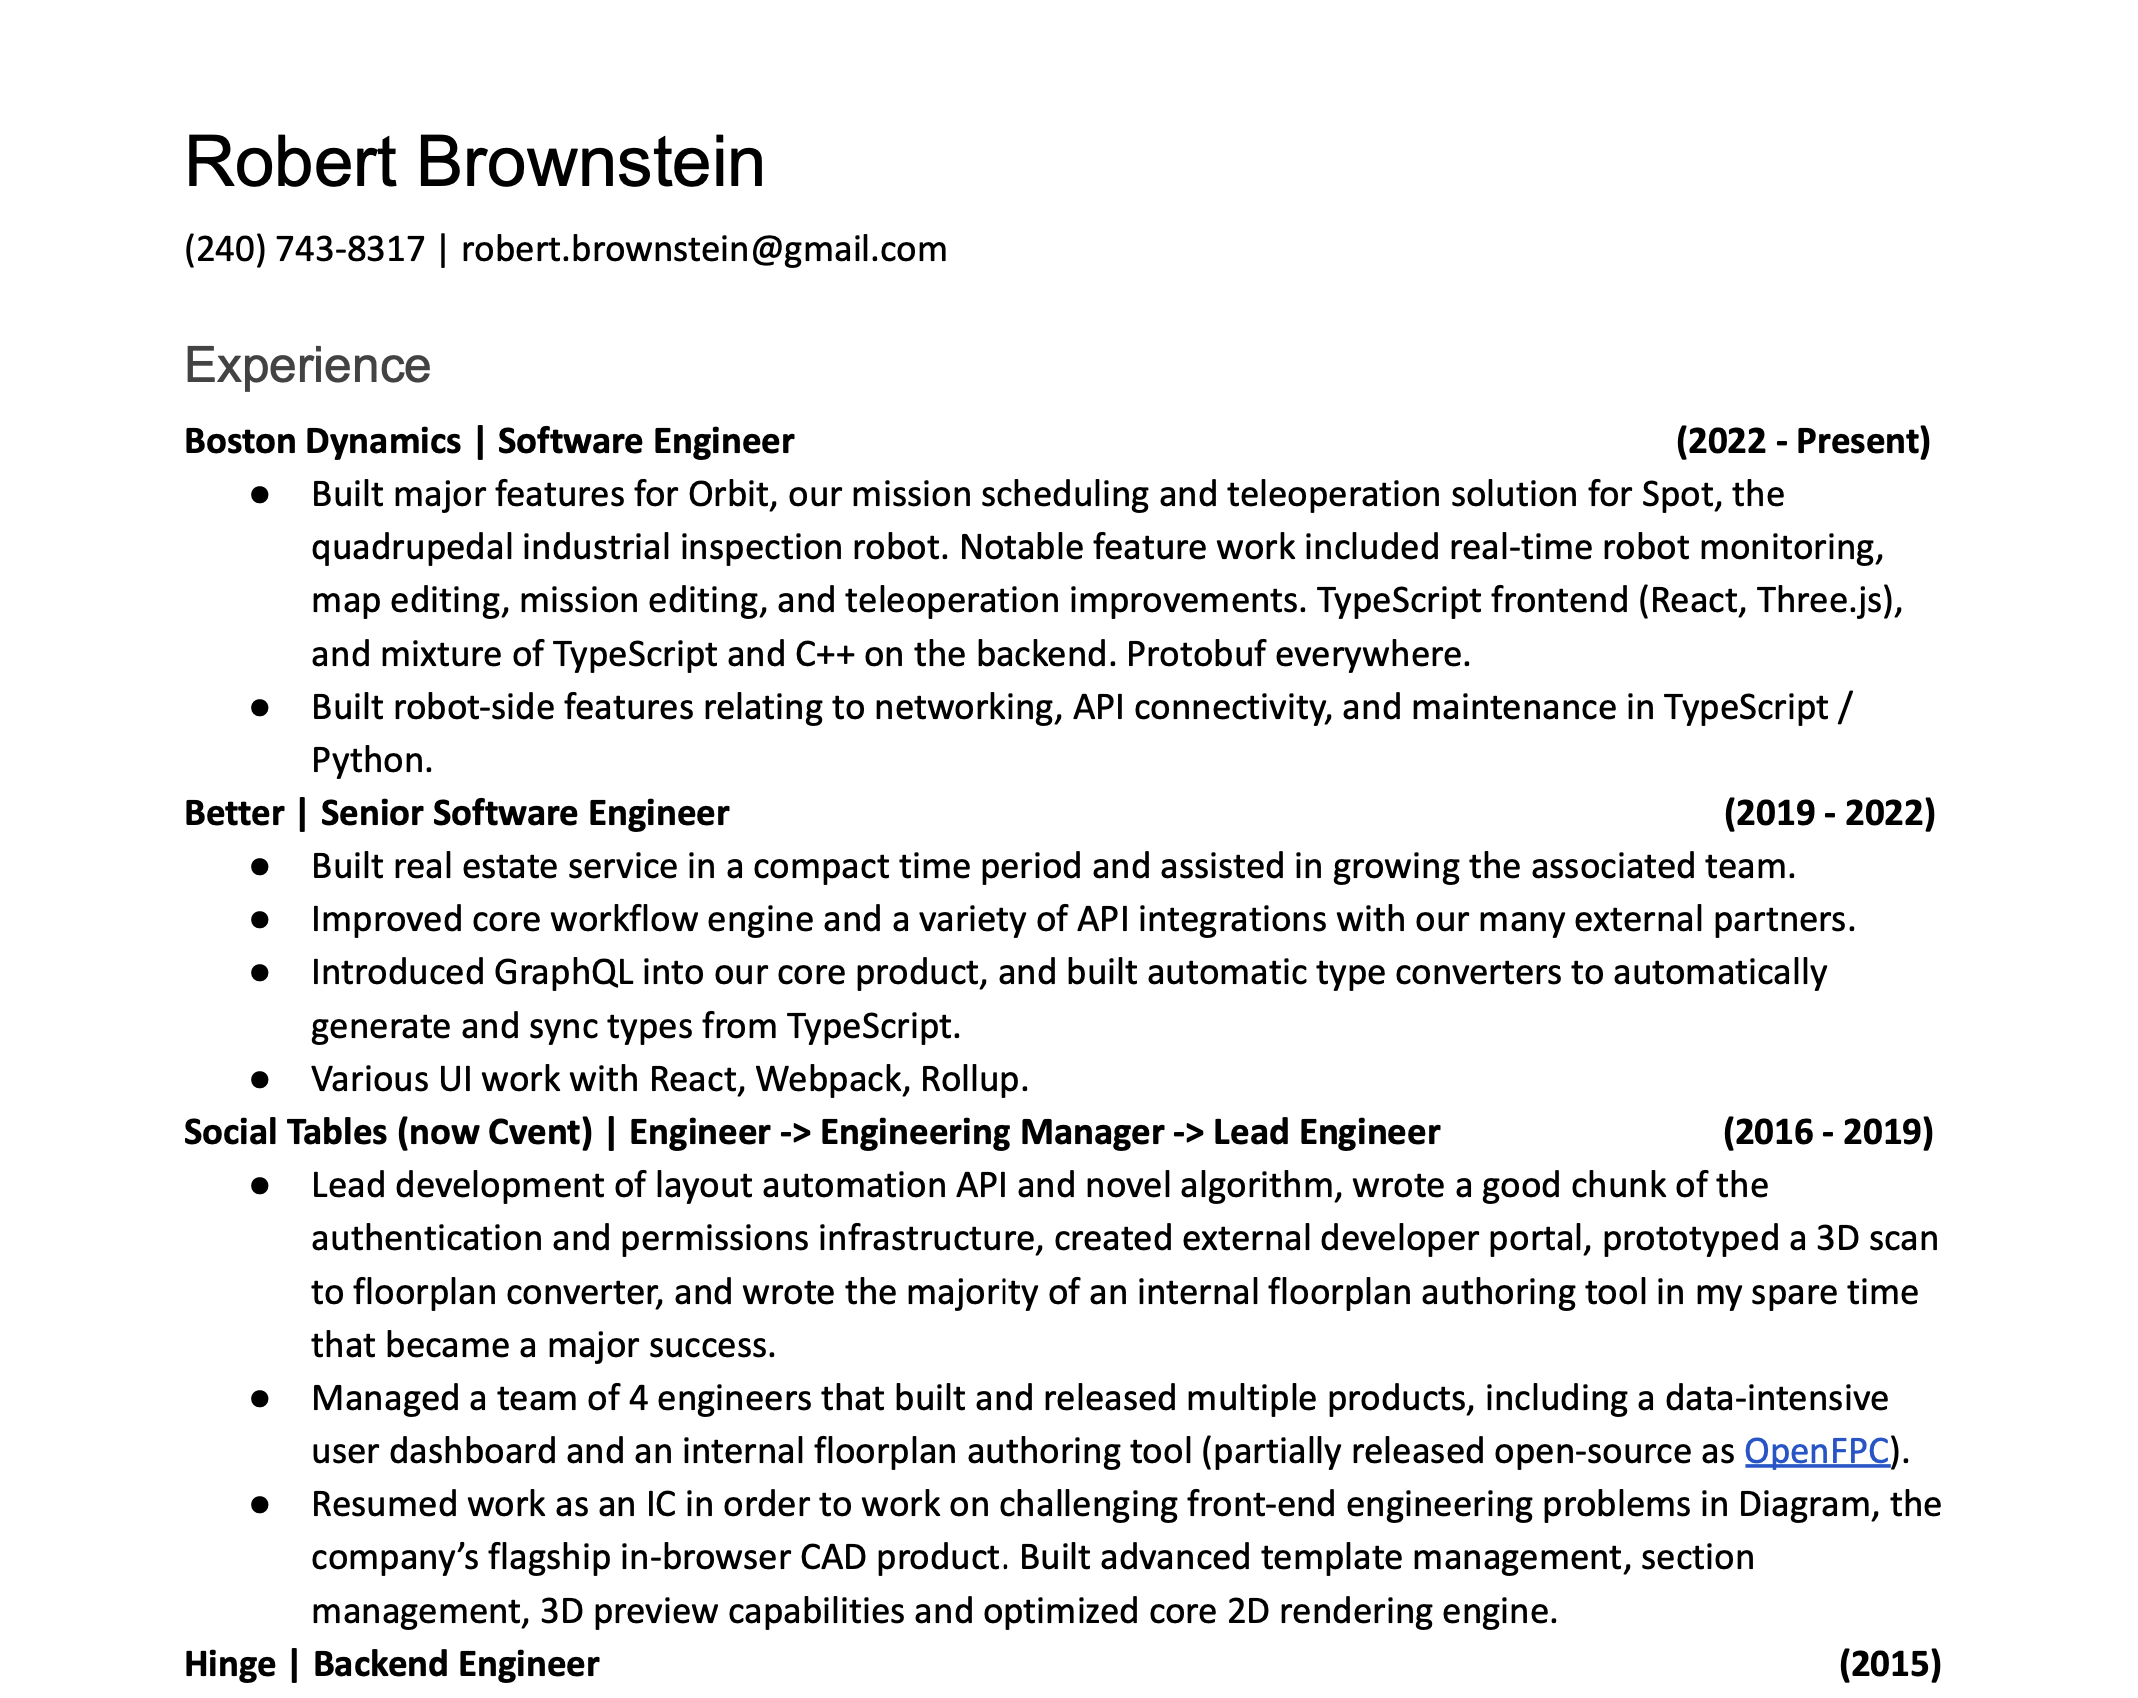 Robert Brownstein
(240) 743-8317 | robert.brownstein@gmail.com
Experience
Boston Dynamics | Software Engineer (2022 - Present)
● Built major features for Orbit, our mission scheduling and teleoperation solution for Spot, the
quadrupedal industrial inspection robot. Notable feature work included real-time robot monitoring,
map editing, mission editing, and teleoperation improvements. TypeScript frontend (React, Three.js),
and mixture of TypeScript and C++ on the backend. Protobuf everywhere.
● Built robot-side features relating to networking, API connectivity, and maintenance in TypeScript /
Python.
Better | Senior Software Engineer (2019 - 2022)
● Built real estate service in a compact time period and assisted in growing the associated team.
● Improved core workflow engine and a variety of API integrations with our many external partners.
● Introduced GraphQL into our core product, and built automatic type converters to automatically
generate and sync types from TypeScript.
● Various UI work with React, Webpack, Rollup.
Social Tables (now Cvent) | Engineer -> Engineering Manager -> Lead Engineer (2016 - 2019)
● Lead development of layout automation API and novel algorithm, wrote a good chunk of the
authentication and permissions infrastructure, created external developer portal, prototyped a 3D scan
to floorplan converter, and wrote the majority of an internal floorplan authoring tool in my spare time
that became a major success.
● Managed a team of 4 engineers that built and released multiple products, including a data-intensive
user dashboard and an internal floorplan authoring tool (partially released open-source as OpenFPC).
● Resumed work as an IC in order to work on challenging front-end engineering problems in Diagram, the
company’s flagship in-browser CAD product. Built advanced template management, section
management, 3D preview capabilities and optimized core 2D rendering engine.
Hinge | Backend Engineer (2015)